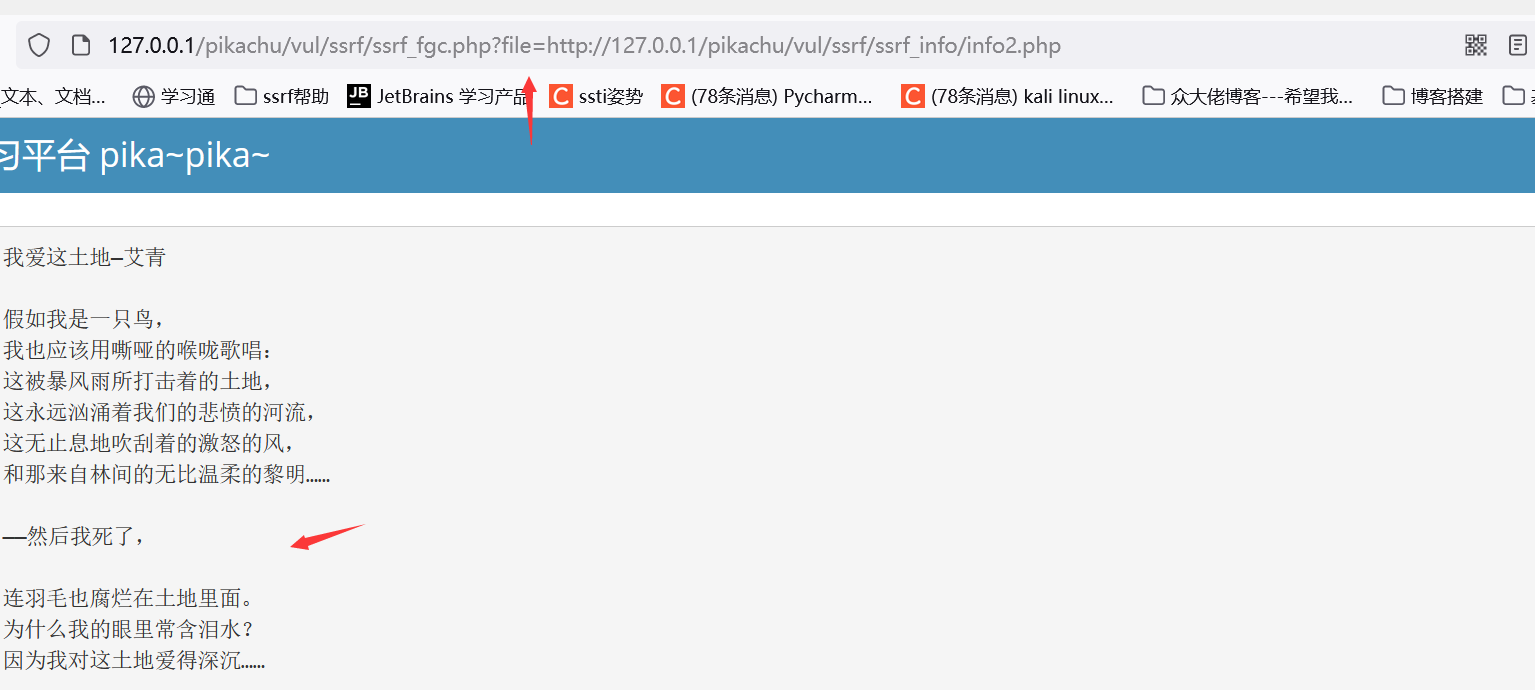 127.0.0.1/pikachu/vul/ssrf/ssrf_fgc.php?file=http://127.0.0.1/pikachu/vul/ssrf/ssrf_info/info2.php
文本、文档... 学习通 ssrf帮助 JB JetBrains 学习产品 C ssti姿势 C (78条消息) Pycharm... C (78条消息) kali linux... 众大佬博客---希望我... 博客搭建
习平台 pika~pika~
我爱这土地—艾青
假如我是一只鸟，
我也应该用嘶哑的喉咙歌唱：
这被暴风雨所打击着的土地，
这永远汹涌着我们的悲愤的河流，
这无止息地吹刮着的激怒的风，
和那来自林间的无比温柔的黎明……
——然后我死了，
连羽毛也腐烂在土地里面。
为什么我的眼里常含泪水？
因为我对这土地爱得深沉……